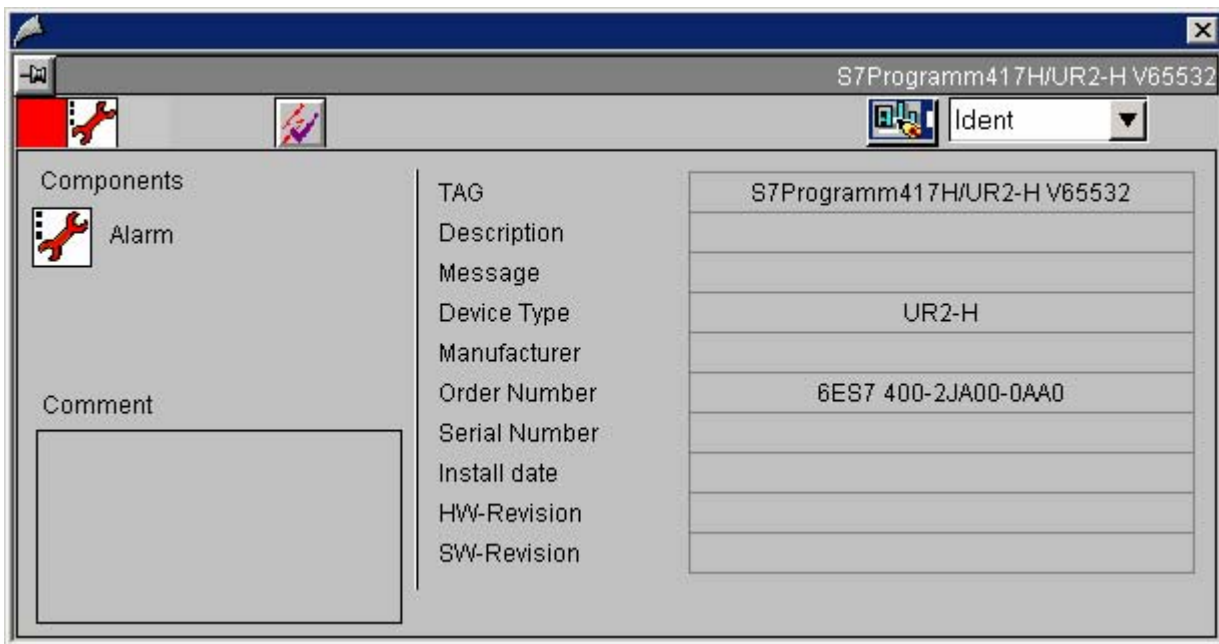 S7Programm417H/UR2-H V65532
Ident
Components
Alarm
Comment
TAG S7Programm417H/UR2-H V65532
Description
Message
Device Type UR2-H
Manufacturer
Order Number 6ES7 400-2JA00-0AA0
Serial Number
Install date
HW-Revision
SW-Revision